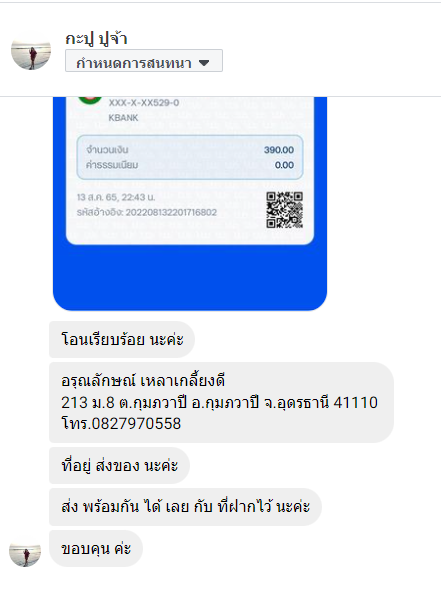 กะปู ปูจ้า
กำหนดการสนทนา
XXX-X-XX529-0
KBANK
จำนวนเงิน 390.00
ค่าธรรมเนียม 0.00
13 ส.ค. 65, 22:43 น.
รหัสอ้างอิง: 202208132201716802
โอนเรียบร้อย นะค่ะ
อรุณลักษณ์ เหลาเกลี้ยงดี
213 ม.8 ต.กุมภวาปี อ.กุมภวาปี จ.อุดรธานี 41110
โทร.0827970558
ที่อยู่ ส่งของ นะค่ะ
ส่ง พร้อมกัน ได้ เลย กับ ที่ฝากไว้ นะค่ะ
ขอบคุน ค่ะ